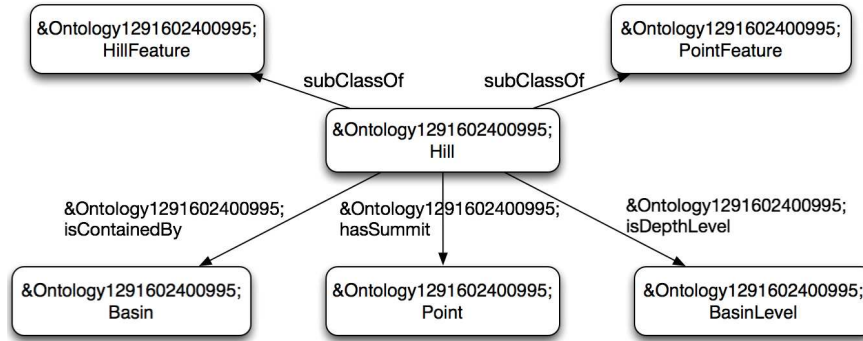 &Ontology1291602400995;
HillFeature
&Ontology1291602400995;
PointFeature
subClassOf
subClassOf
&Ontology1291602400995;
Hill
&Ontology1291602400995;
isContainedBy
&Ontology1291602400995;
hasSummit
&Ontology1291602400995;
isDepthLevel
&Ontology1291602400995;
Basin
&Ontology1291602400995;
Point
&Ontology1291602400995;
BasinLevel